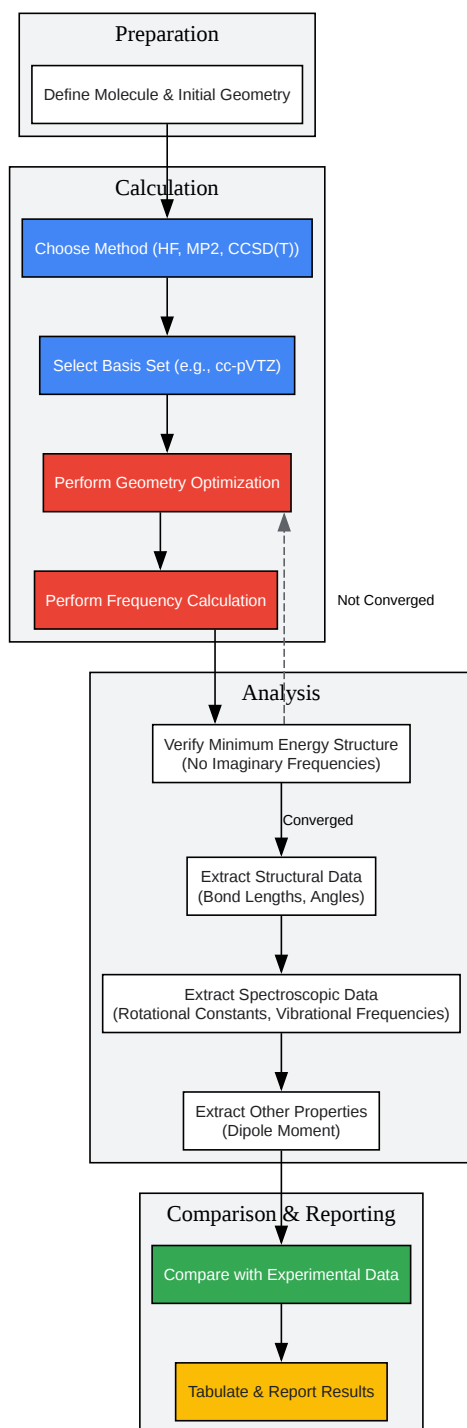 Preparation
Define Molecule & Initial Geometry
Calculation
Choose Method (HF, MP2, CCSD(T))
Select Basis Set (e.g., cc-pVTZ)
Perform Geometry Optimization
Perform Frequency Calculation
Not Converged
Analysis
Verify Minimum Energy Structure
(No Imaginary Frequencies)
Converged
Extract Structural Data
(Bond Lengths, Angles)
Extract Spectroscopic Data
(Rotational Constants, Vibrational Frequencies)
Extract Other Properties
(Dipole Moment)
Comparison & Reporting
Compare with Experimental Data
Tabulate & Report Results